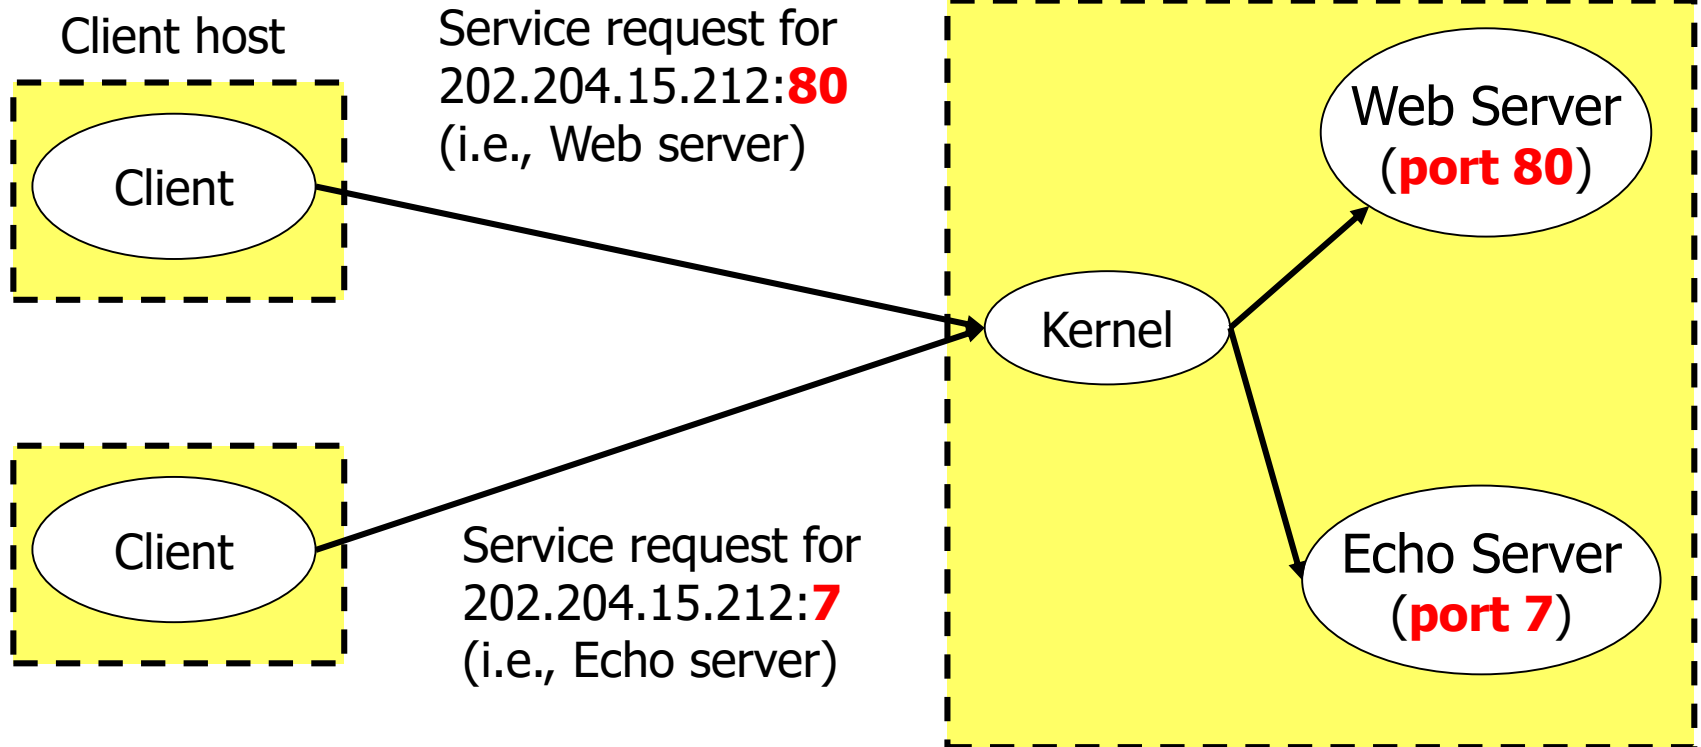 Client host
Service request for
202.204.15.212:80
(i.e., Web server)
Client
Web Server
(port 80)
Kernel
Client
Service request for
202.204.15.212:7
(i.e., Echo server)
Echo Server
(port 7)